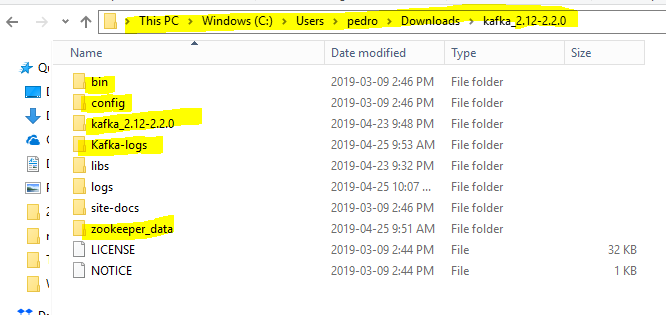 This PC > Windows (C:) > Users > pedro > Downloads > kafka_2.12-2.2.0
Name Date modified Type Size
bin 2019-03-09 2:46 PM File folder
config 2019-03-09 2:46 PM File folder
kafka_2.12-2.2.0 2019-04-23 9:48 PM File folder
Kafka-logs 2019-04-25 9:53 AM File folder
libs 2019-04-23 9:32 PM File folder
logs 2019-04-25 10:07 ... File folder
site-docs 2019-03-09 2:46 PM File folder
zookeeper_data 2019-04-25 9:51 AM File folder
LICENSE 2019-03-09 2:44 PM File 32 KB
NOTICE 2019-03-09 2:44 PM File 1 KB